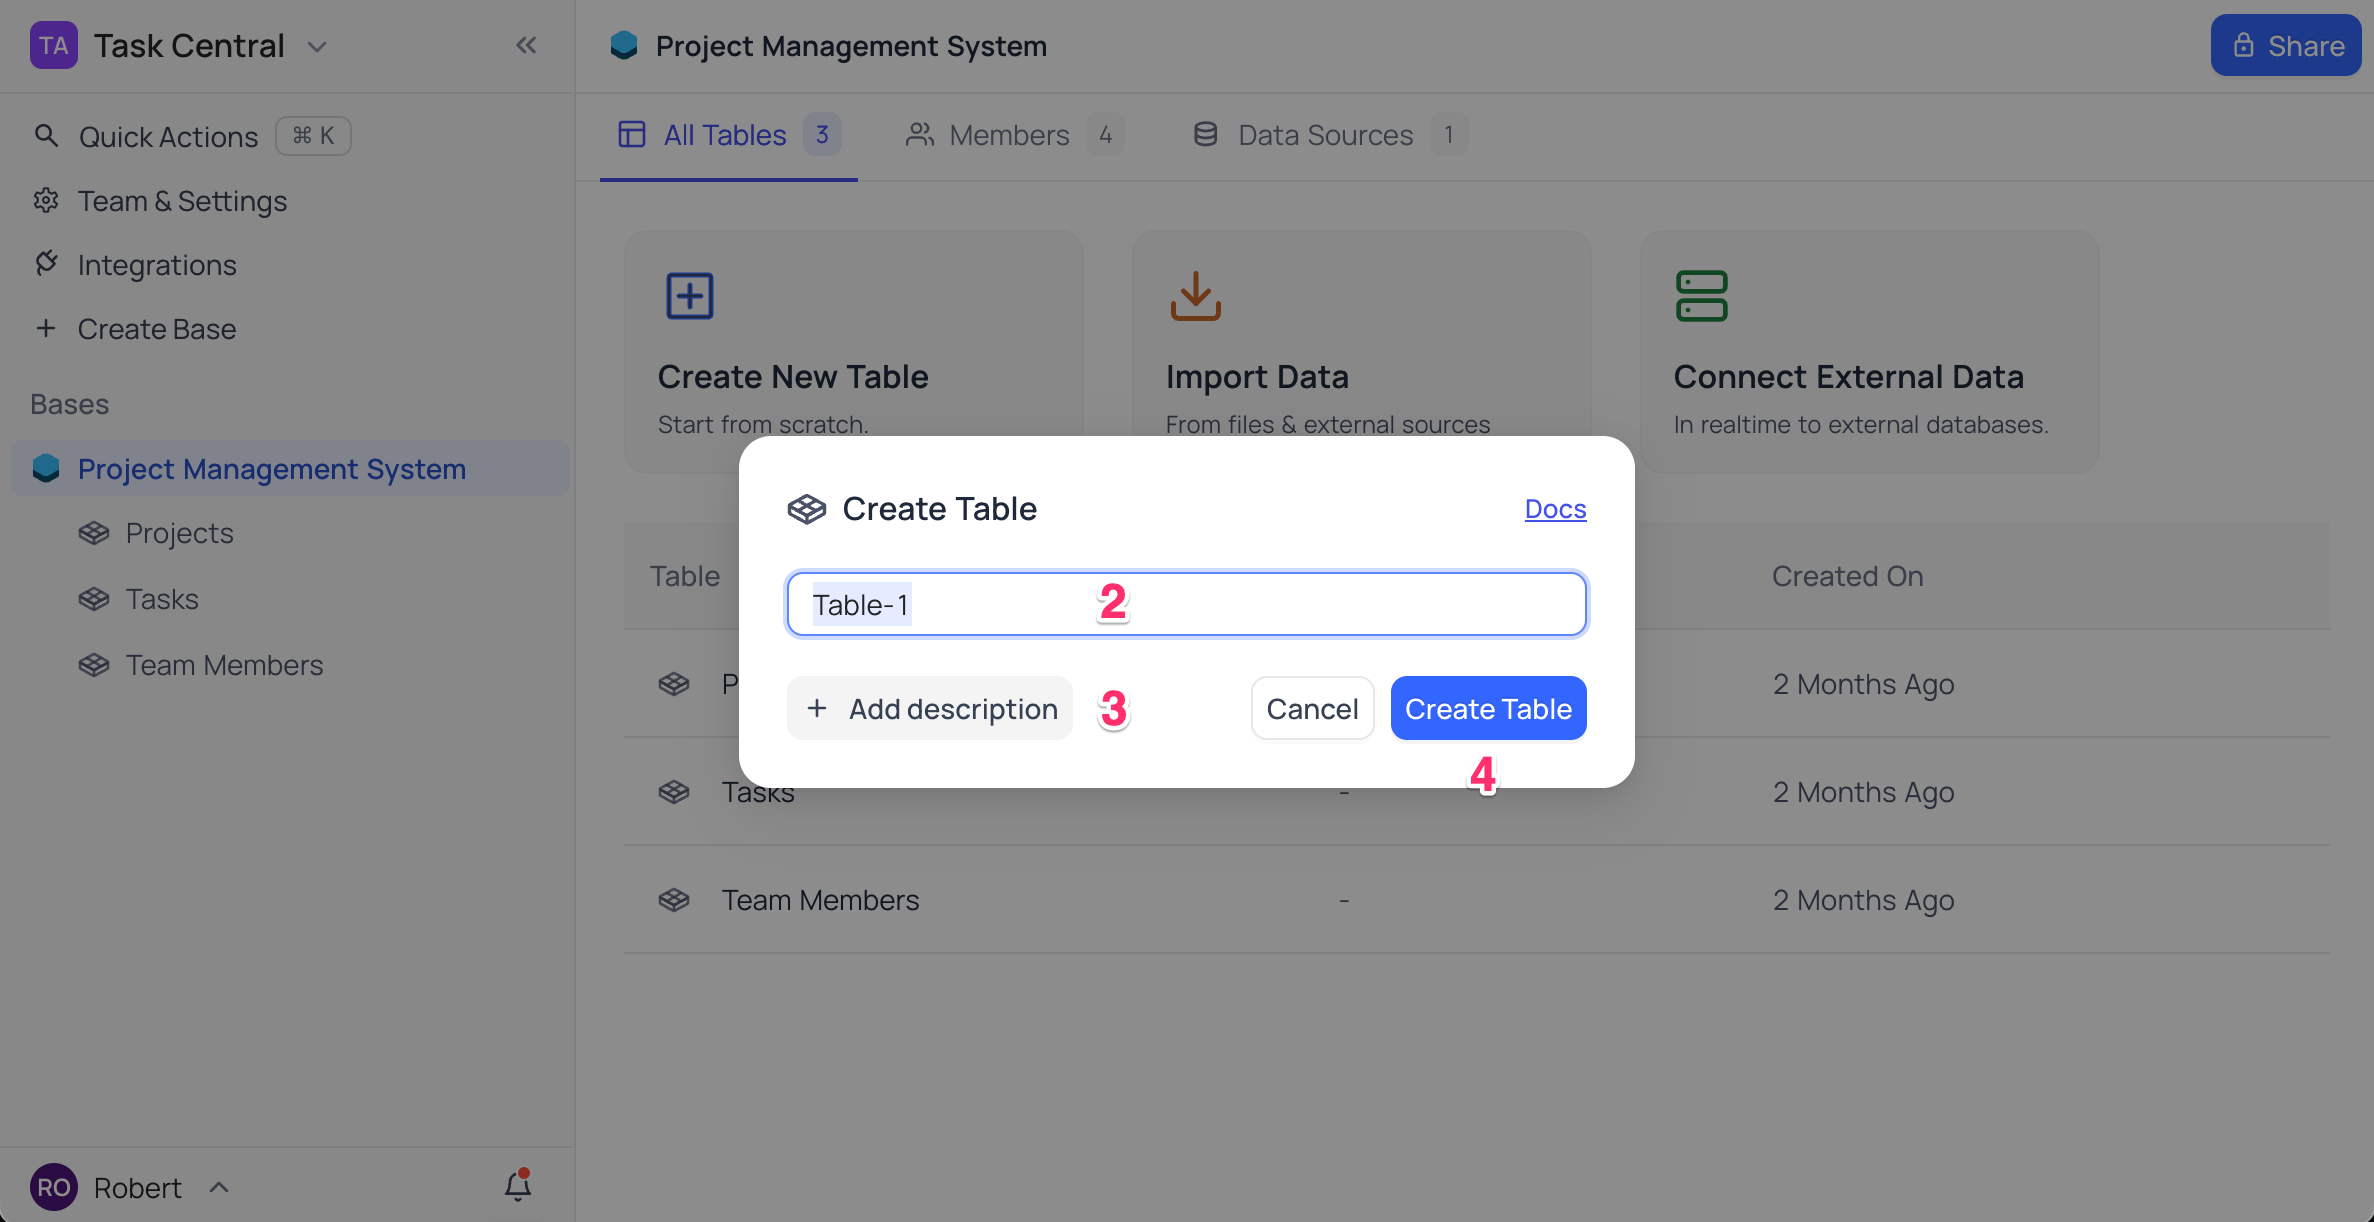 TA Task Central
Quick Actions ⌘ K
Team & Settings
Integrations
Create Base
Bases
Project Management System
Projects
Tasks
Team Members
RO Robert
Project Management System
Share
All Tables 3
Members 4
Data Sources 1
Create New Table
Start from scratch.
Import Data
From files & external sources
Connect External Data
In realtime to external databases.
Table
Created On
P
2 Months Ago
Tasks - 2 Months Ago
Team Members - 2 Months Ago
Create Table
Docs
Table-1 2
+ Add description 3
Cancel
Create Table
4